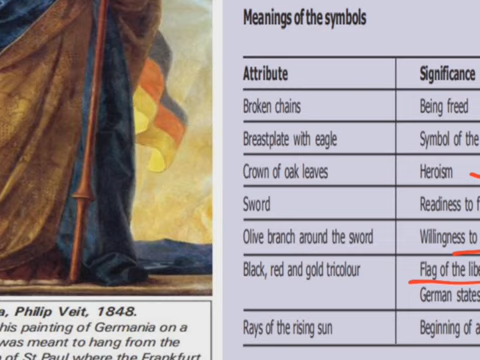 Meanings of the symbols
Attribute Significance
Broken chains Being freed
Breastplate with eagle Symbol of the
Crown of oak leaves Heroism
Sword Readiness to f
Olive branch around the sword Willingness to
Black, red and gold tricolour Flag of the libe
German states
Rays of the rising sun Beginning of a
a, Philip Veit, 1848.
his painting of Germania on a
was meant to hang from the
of St Paul where the Frankfurt